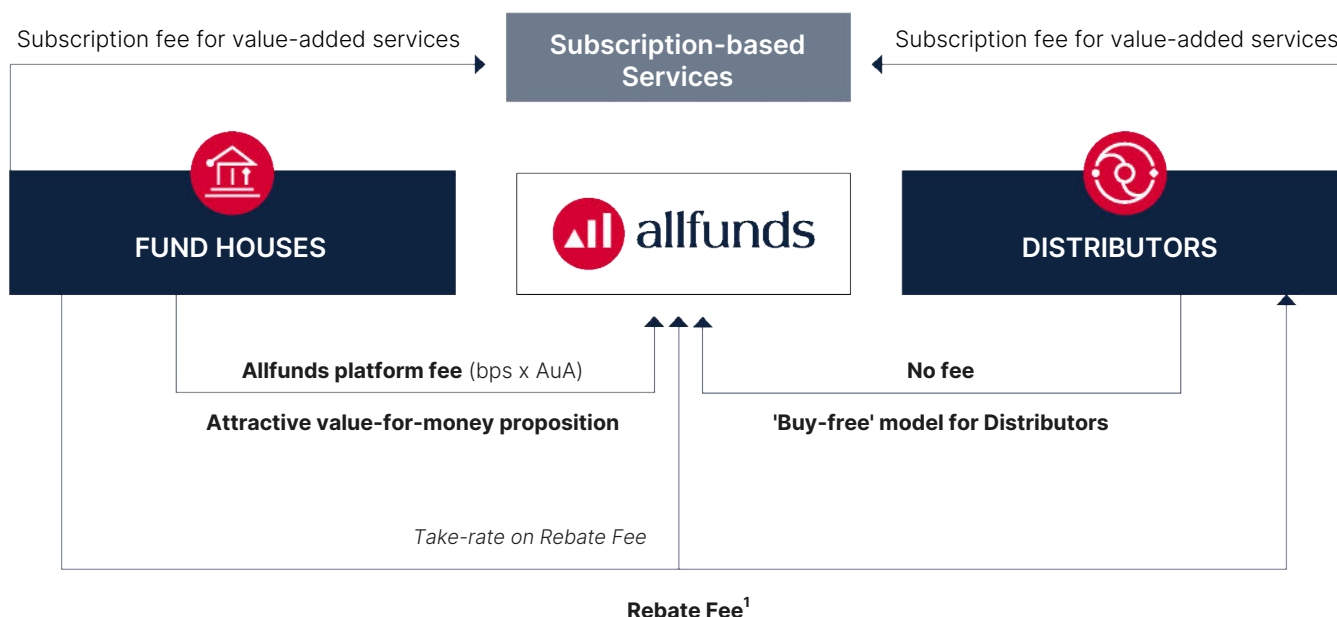 Subscription fee for value-added services
Subscription-based
Services
Subscription fee for value-added services
FUND HOUSES
allfunds
DISTRIBUTORS
Allfunds platform fee (bps x AuA)
No fee
Attractive value-for-money proposition
'Buy-free' model for Distributors
Take-rate on Rebate Fee
Rebate Fee¹